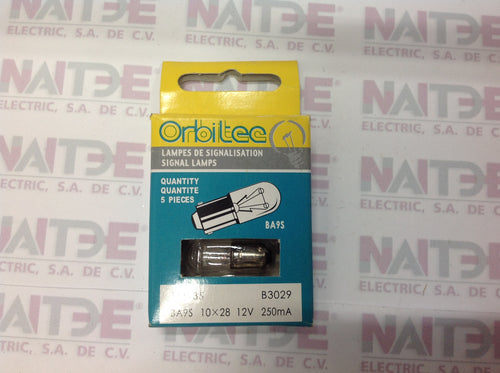 Orbitec
LAMPES DE SIGNALISATION
SIGNAL LAMPS
QUANTITY
QUANTITE
5 PIECES
BA9S
B3029
BA9S 10×28 12V 250mA
NAITDE
ELECTRIC, S.A. DE C.V.